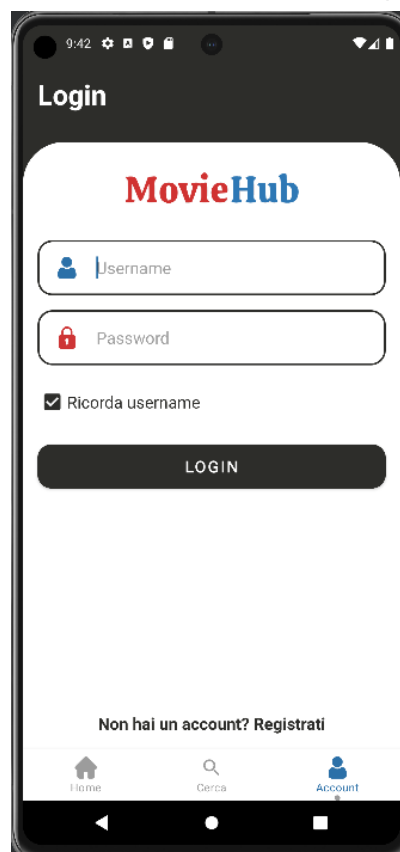 9:42
Login
MovieHub
Username
Password
Ricorda username
LOGIN
Non hai un account? Registrati
Home
Cerca
Account